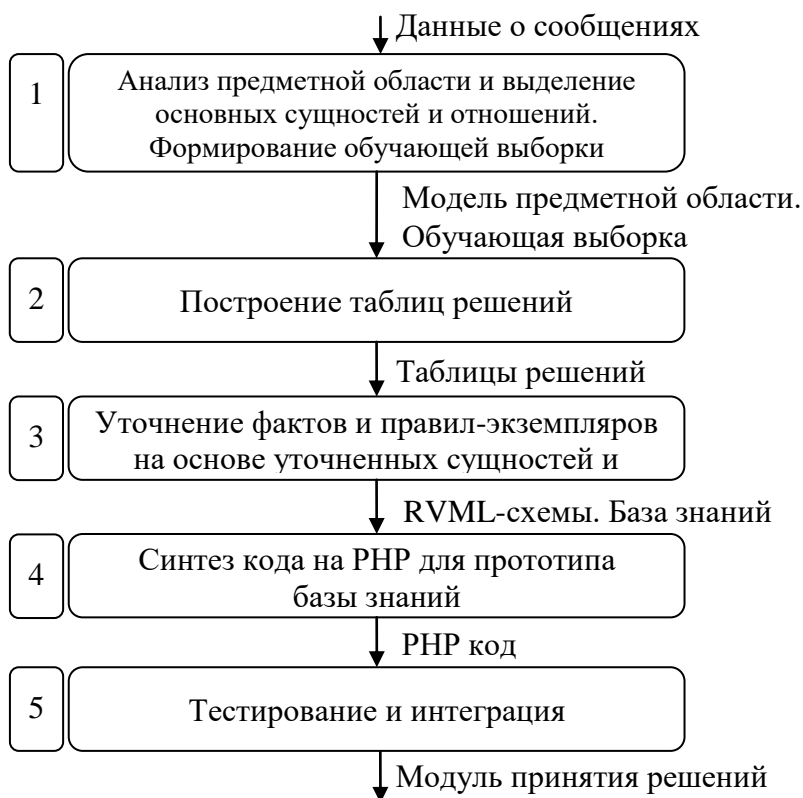 Данные о сообщениях
1
Анализ предметной области и выделение
основных сущностей и отношений.
Формирование обучающей выборки
Модель предметной области.
Обучающая выборка
2
Построение таблиц решений
Таблицы решений
3
Уточнение фактов и правил-экземпляров
на основе уточненных сущностей и
RVML-схемы. База знаний
4
Синтез кода на PHP для прототипа
базы знаний
PHP код
5
Тестирование и интеграция
Модуль принятия решений